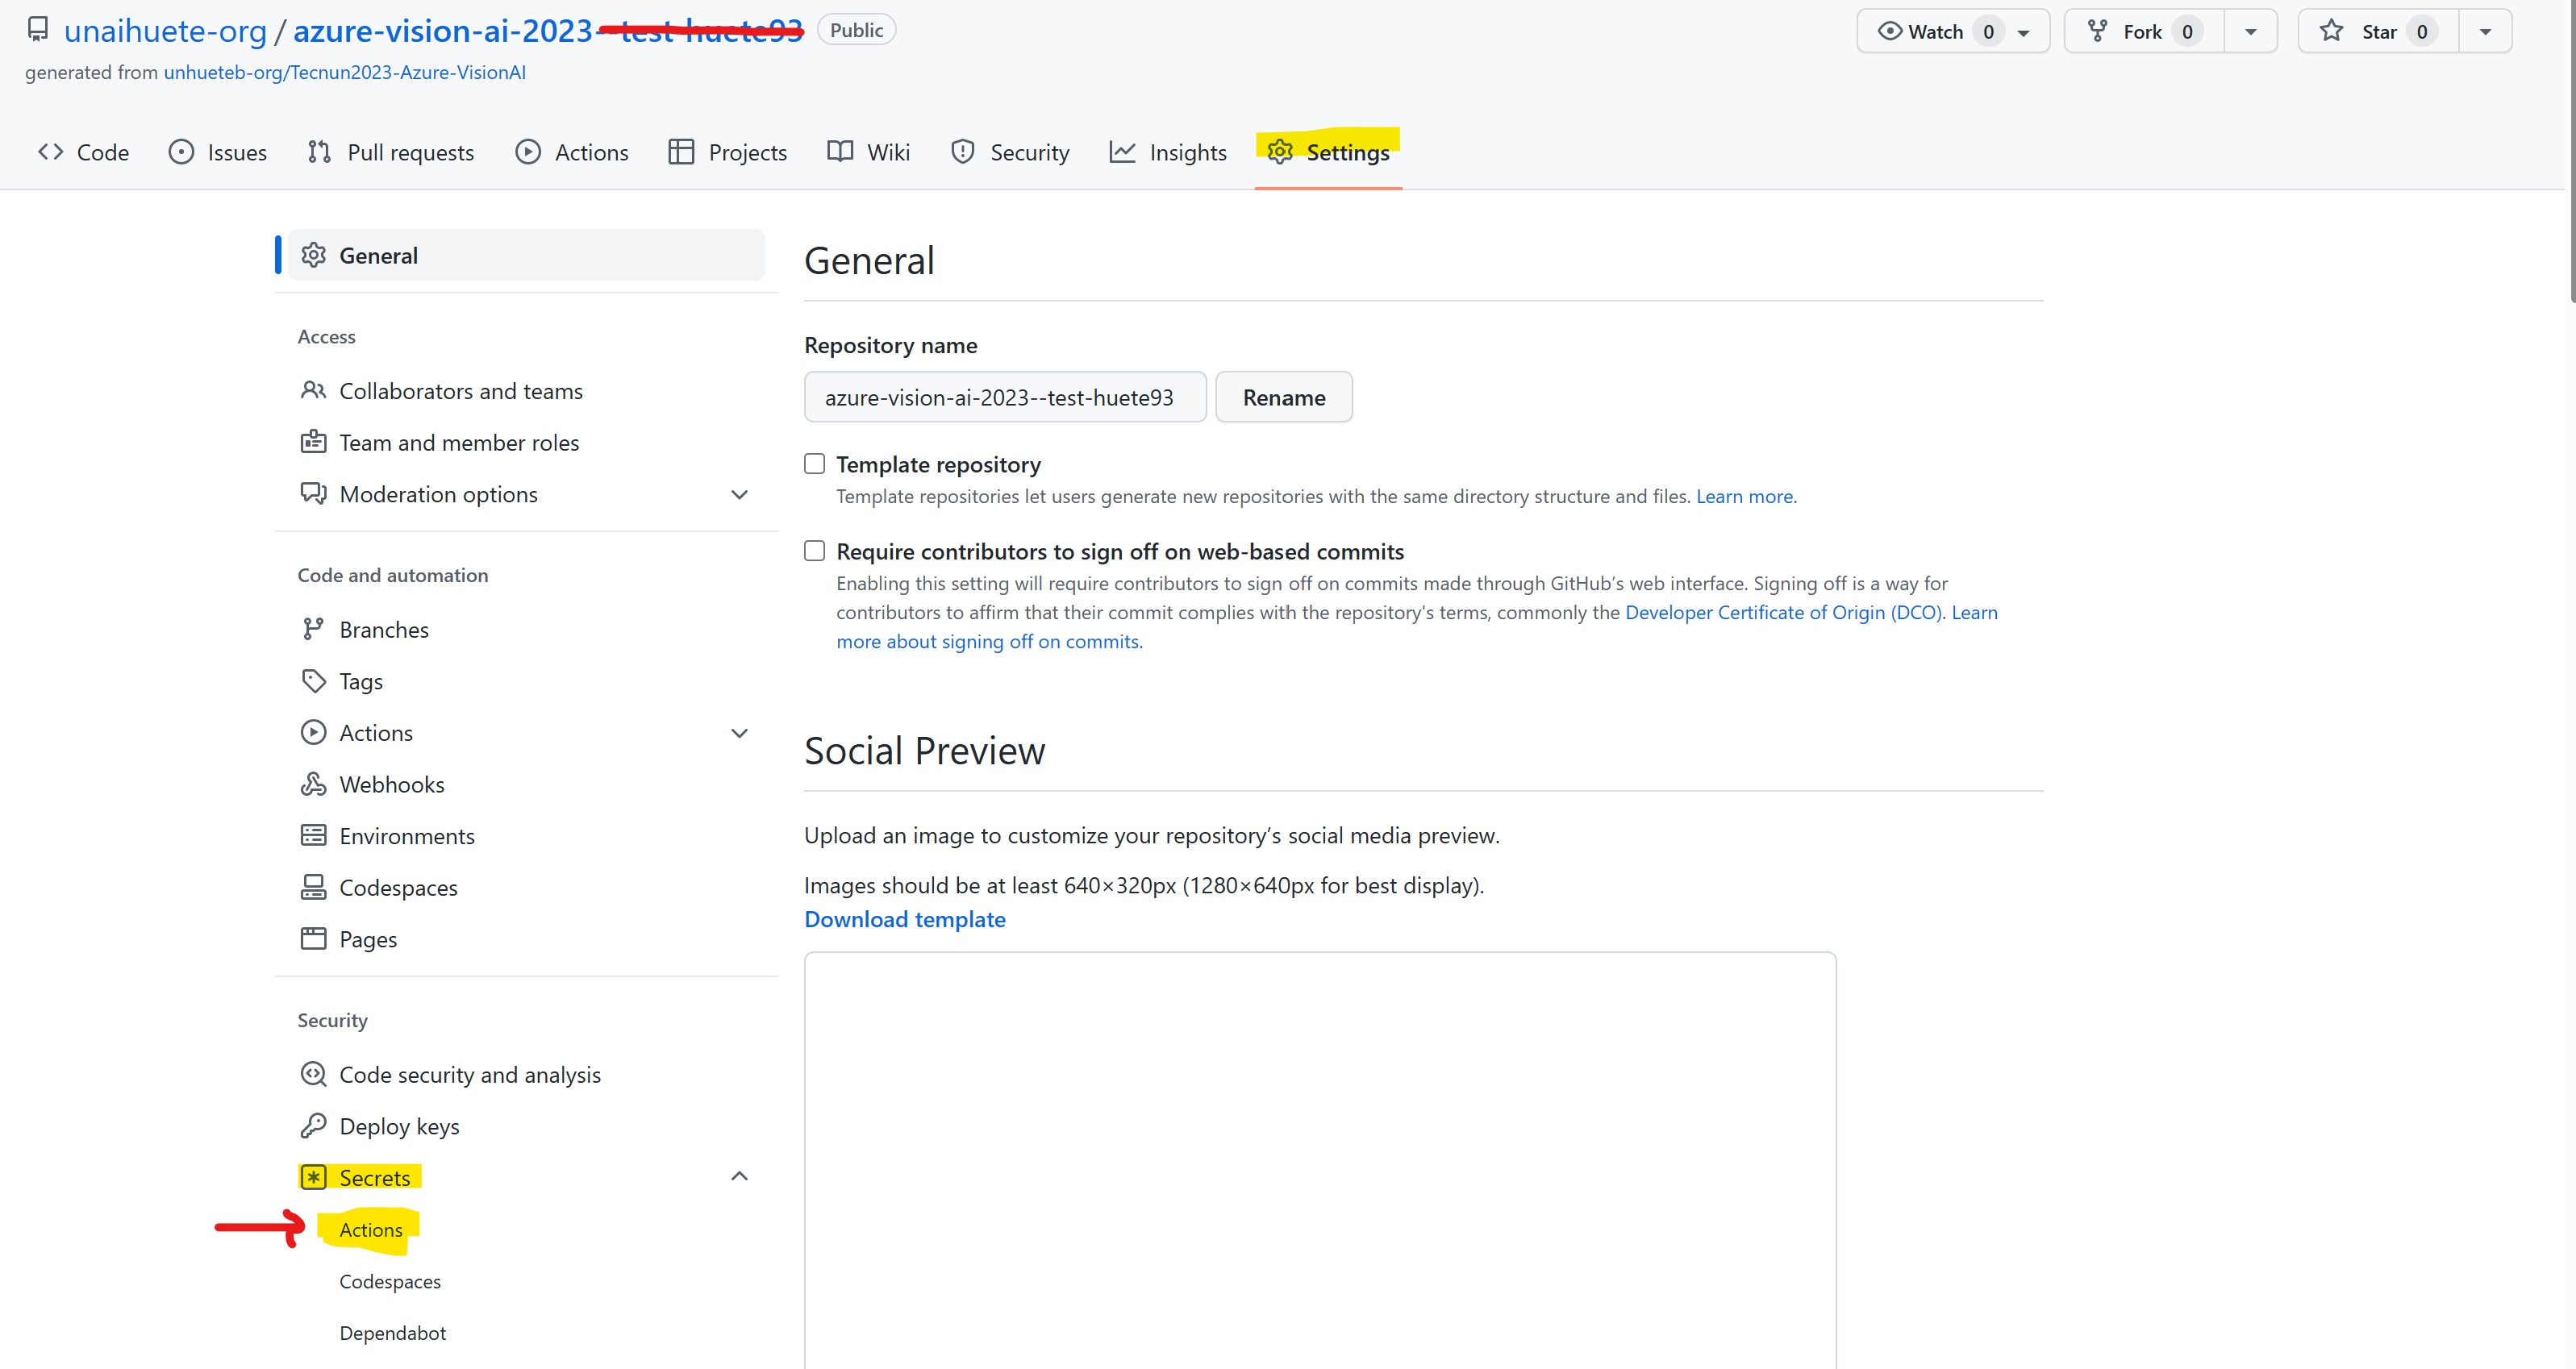 unaihuete-org / azure-vision-ai-2023--test-huete93 Public
Watch 0 Fork 0 Star 0
generated from unhueteb-org/Tecnun2023-Azure-VisionAI
Code Issues Pull requests Actions Projects Wiki Security Insights Settings
General
Access
Collaborators and teams
Team and member roles
Moderation options
Code and automation
Branches
Tags
Actions
Webhooks
Environments
Codespaces
Pages
Security
Code security and analysis
Deploy keys
Secrets
Actions
Codespaces
Dependabot
General
Repository name
azure-vision-ai-2023--test-huete93 Rename
Template repository
Template repositories let users generate new repositories with the same directory structure and files. Learn more.
Require contributors to sign off on web-based commits
Enabling this setting will require contributors to sign off on commits made through GitHub’s web interface. Signing off is a way for
contributors to affirm that their commit complies with the repository's terms, commonly the Developer Certificate of Origin (DCO). Learn
more about signing off on commits.
Social Preview
Upload an image to customize your repository’s social media preview.
Images should be at least 640×320px (1280×640px for best display).
Download template